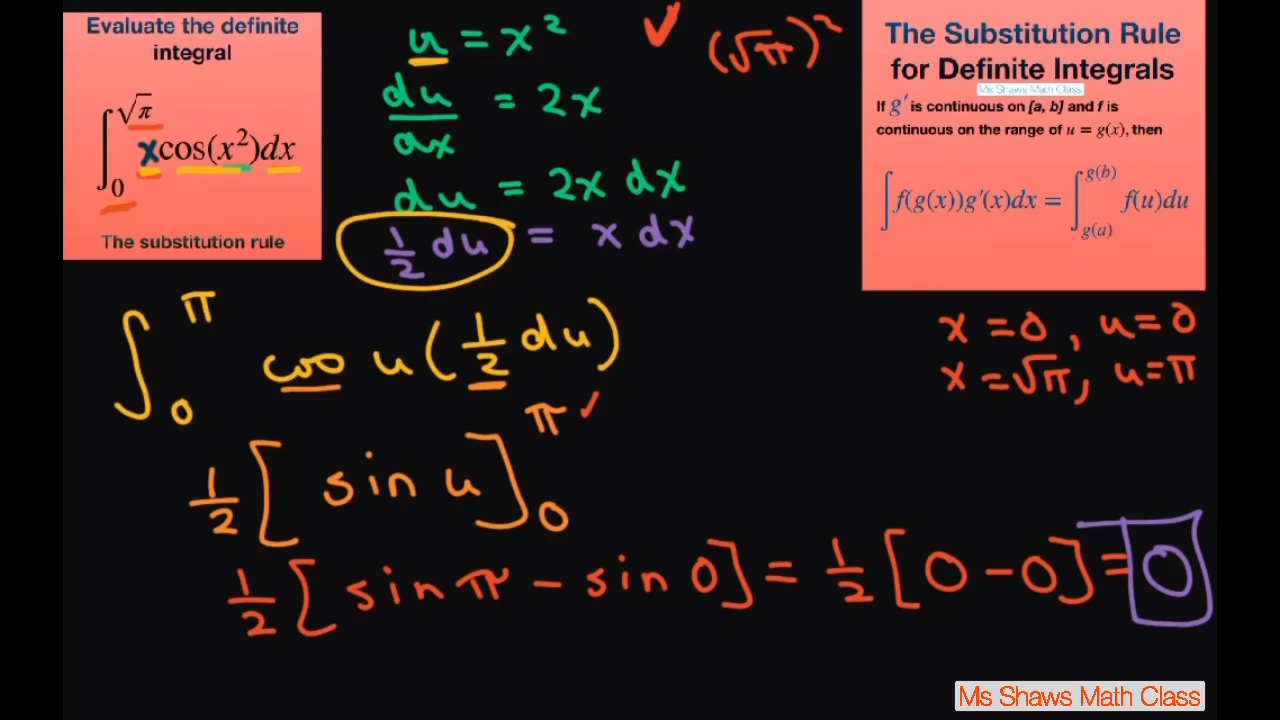 Evaluate the definite
integral
∫₀^√π xcos(x²)dx
The substitution rule
u = x²
du/dx = 2x
du = 2x dx
½ du = x dx
✓ (√π)²
The Substitution Rule
for Definite Integrals
Ms Shaws Math Class
If g′ is continuous on [a, b] and f is
continuous on the range of u = g(x), then
∫ f(g(x))g′(x)dx = ∫_g(a)^g(b) f(u)du
x = 0, u = 0
x = √π, u = π
∫₀^π cos u (½ du)
½ [sin u]₀^π ✓
½ [sin π − sin 0] = ½ [0 − 0] = 0
Ms Shaws Math Class